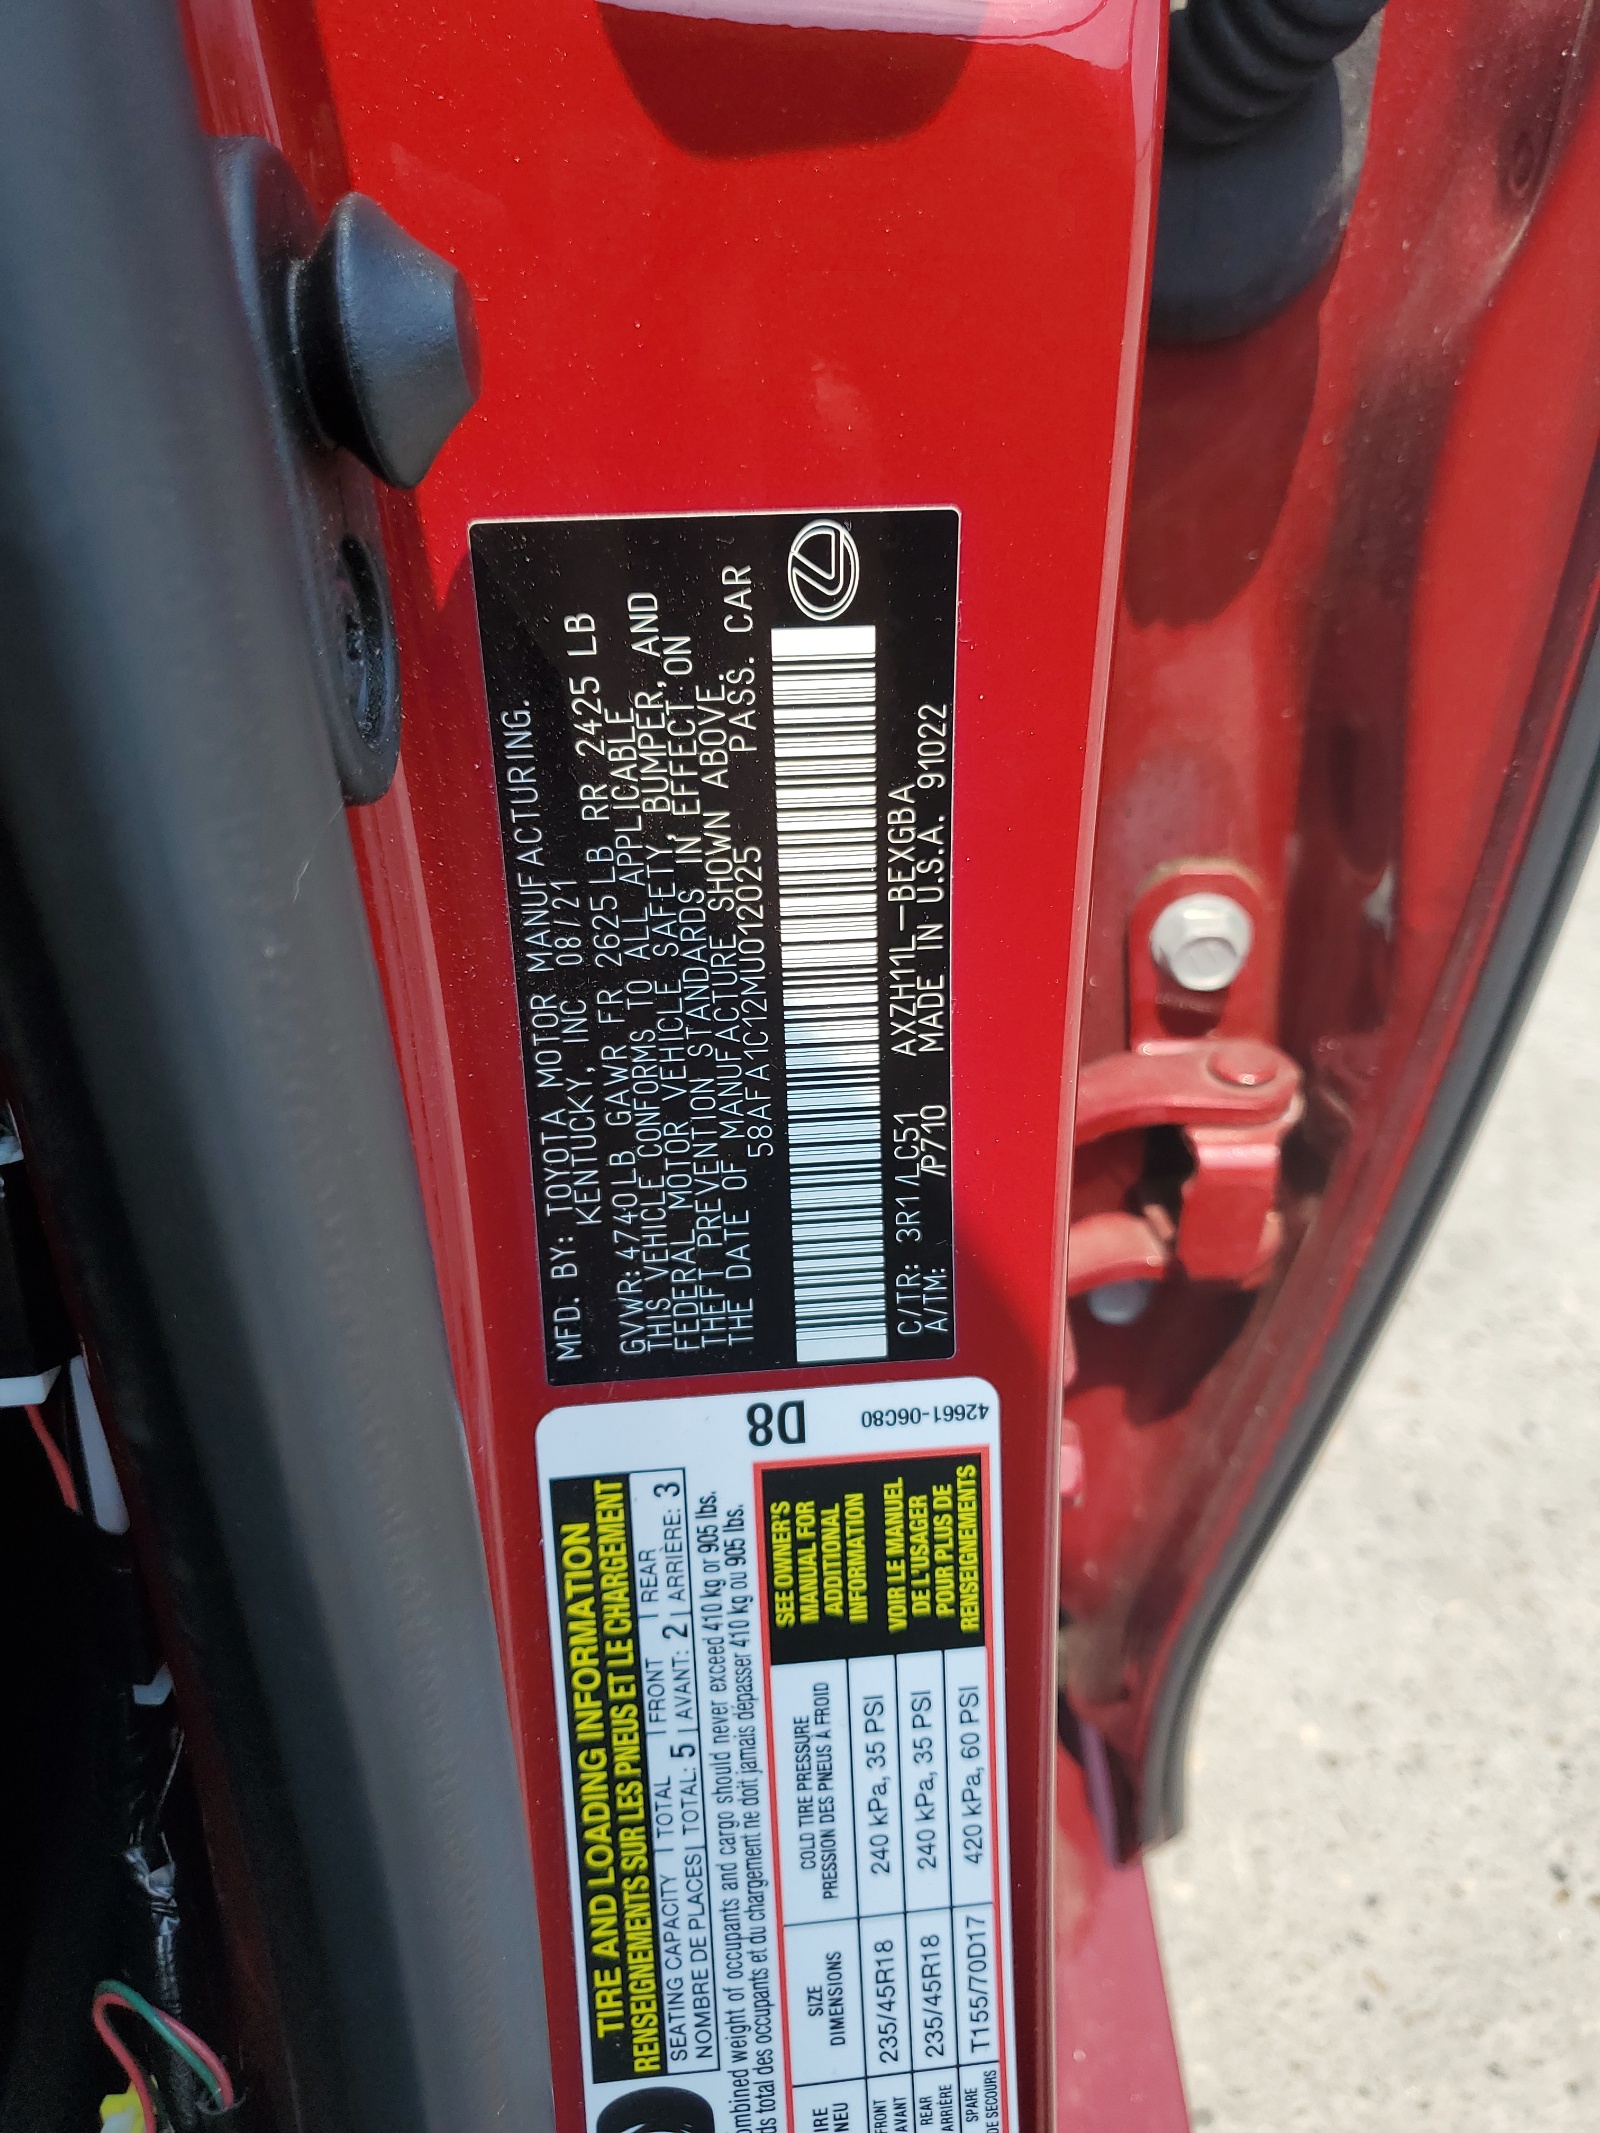 MFD. BY: TOYOTA MOTOR MANUFACTURING.
KENTUCKY, INC 08/21
GVWR: 4740LB GAWR FR 2625LB RR 2425 LB
THIS VEHICLE CONFORMS TO ALL APPLICABLE
FEDERAL MOTOR VEHICLE SAFETY, BUMPER, AND
THEFT PREVENTION STANDARDS IN EFFECT ON
THE DATE OF MANUFACTURE SHOWN ABOVE.
58AFA1C12MU012025 PASS. CAR
C/TR: 3R1/LC51 AXZH11L-BEXGBA
A/TM: /P710 MADE IN U.S.A. 91022
D8
42661-06C80
TIRE AND LOADING INFORMATION
RENSEIGNEMENTS SUR LES PNEUS ET LE CHARGEMENT
SEATING CAPACITY TOTAL FRONT REAR
NOMBRE DE PLACES TOTAL: 5 AVANT: 2 ARRIÈRE: 3
combined weight of occupants and cargo should never exceed 410 kg or 905 lbs.
ds total des occupants et du chargement ne doit jamais dépasser 410 kg ou 905 lbs.
IRE SIZE COLD TIRE PRESSURE
NEU DIMENSIONS PRESSION DES PNEUS À FROID
FRONT
AVANT 235/45R18 240 kPa, 35 PSI
REAR
ARRIÈRE 235/45R18 240 kPa, 35 PSI
SPARE
DE SECOURS T155/70D17 420 kPa, 60 PSI
SEE OWNER'S
MANUAL FOR
ADDITIONAL
INFORMATION
VOIR LE MANUEL
DE L'USAGER
POUR PLUS DE
RENSEIGNEMENTS